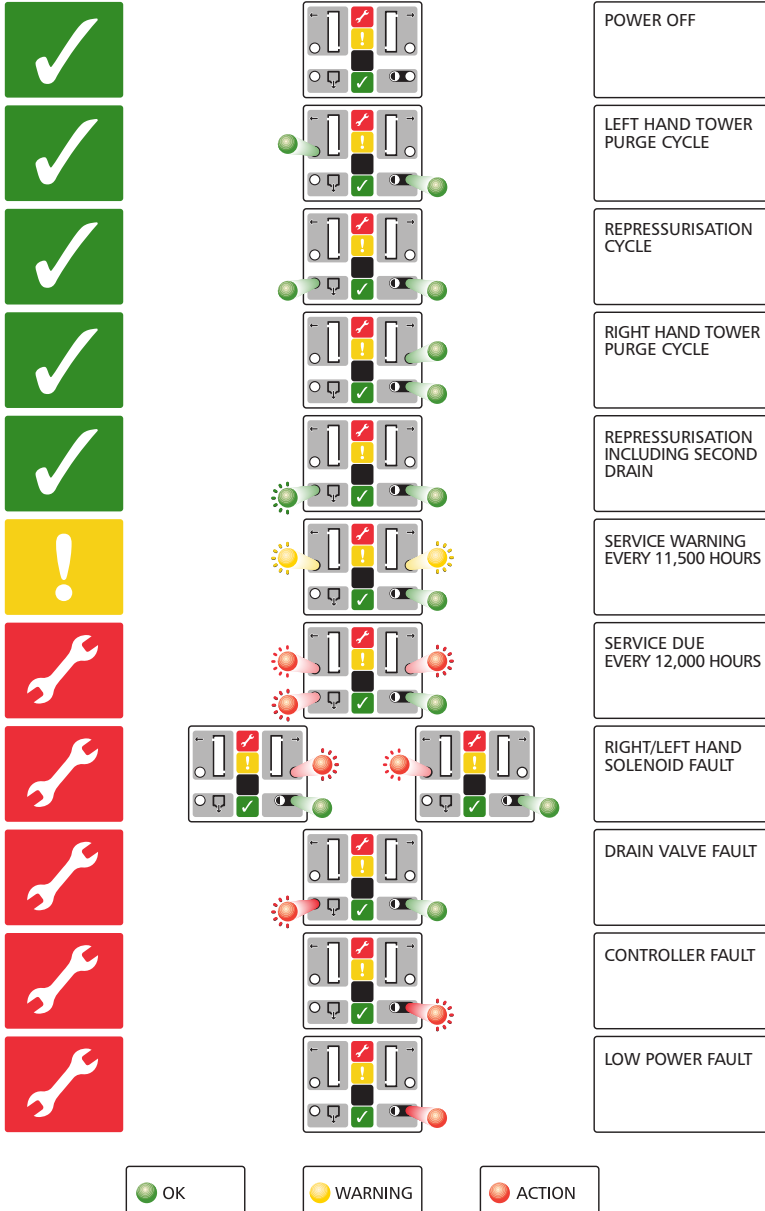 POWER OFF
LEFT HAND TOWER
PURGE CYCLE
REPRESSURISATION
CYCLE
RIGHT HAND TOWER
PURGE CYCLE
REPRESSURISATION
INCLUDING SECOND
DRAIN
SERVICE WARNING
EVERY 11,500 HOURS
SERVICE DUE
EVERY 12,000 HOURS
RIGHT/LEFT HAND
SOLENOID FAULT
DRAIN VALVE FAULT
CONTROLLER FAULT
LOW POWER FAULT
OK
WARNING
ACTION